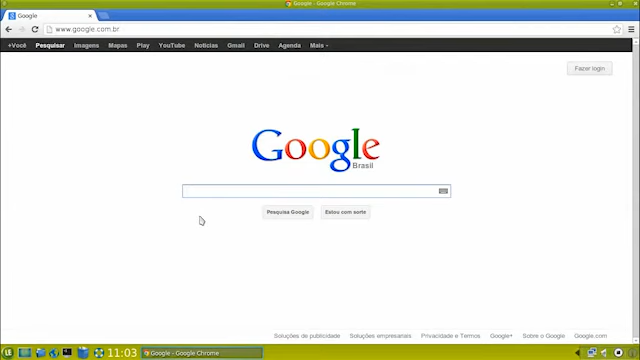 Google - Google Chrome
Google
www.google.com.br
+Você Pesquisar Imagens Mapas Play YouTube Notícias Gmail Drive Agenda Mais
Fazer login
Google
Brasil
Pesquisa Google Estou com sorte
Soluções de publicidade Soluções empresariais Privacidade e Termos Google+ Sobre o Google Google.com
11:03 Google - Google Chrome